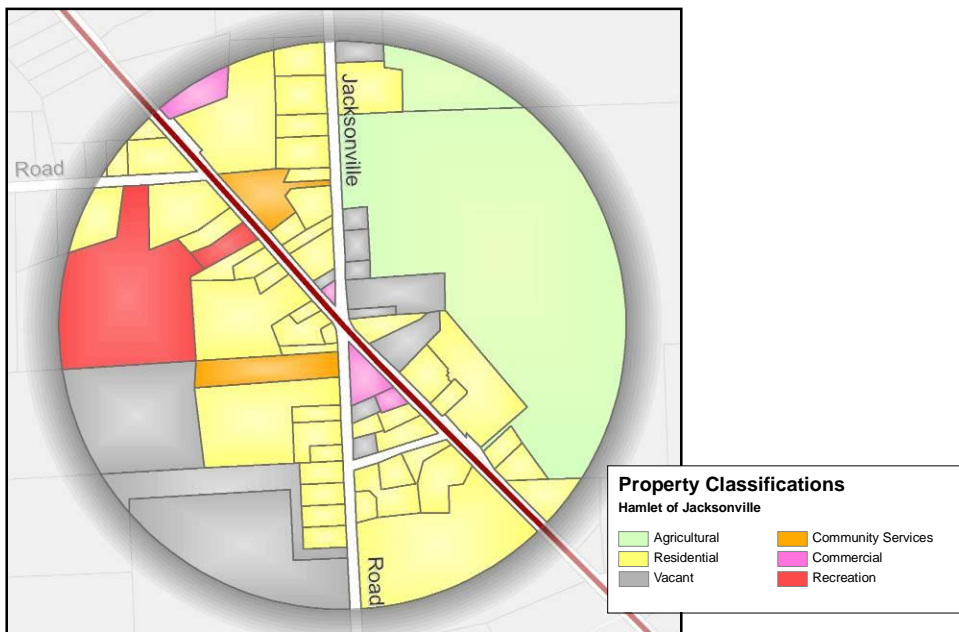 Jacksonville
Road
Road
Property Classifications
Hamlet of Jacksonville
Agricultural
Community Services
Residential
Commercial
Vacant
Recreation